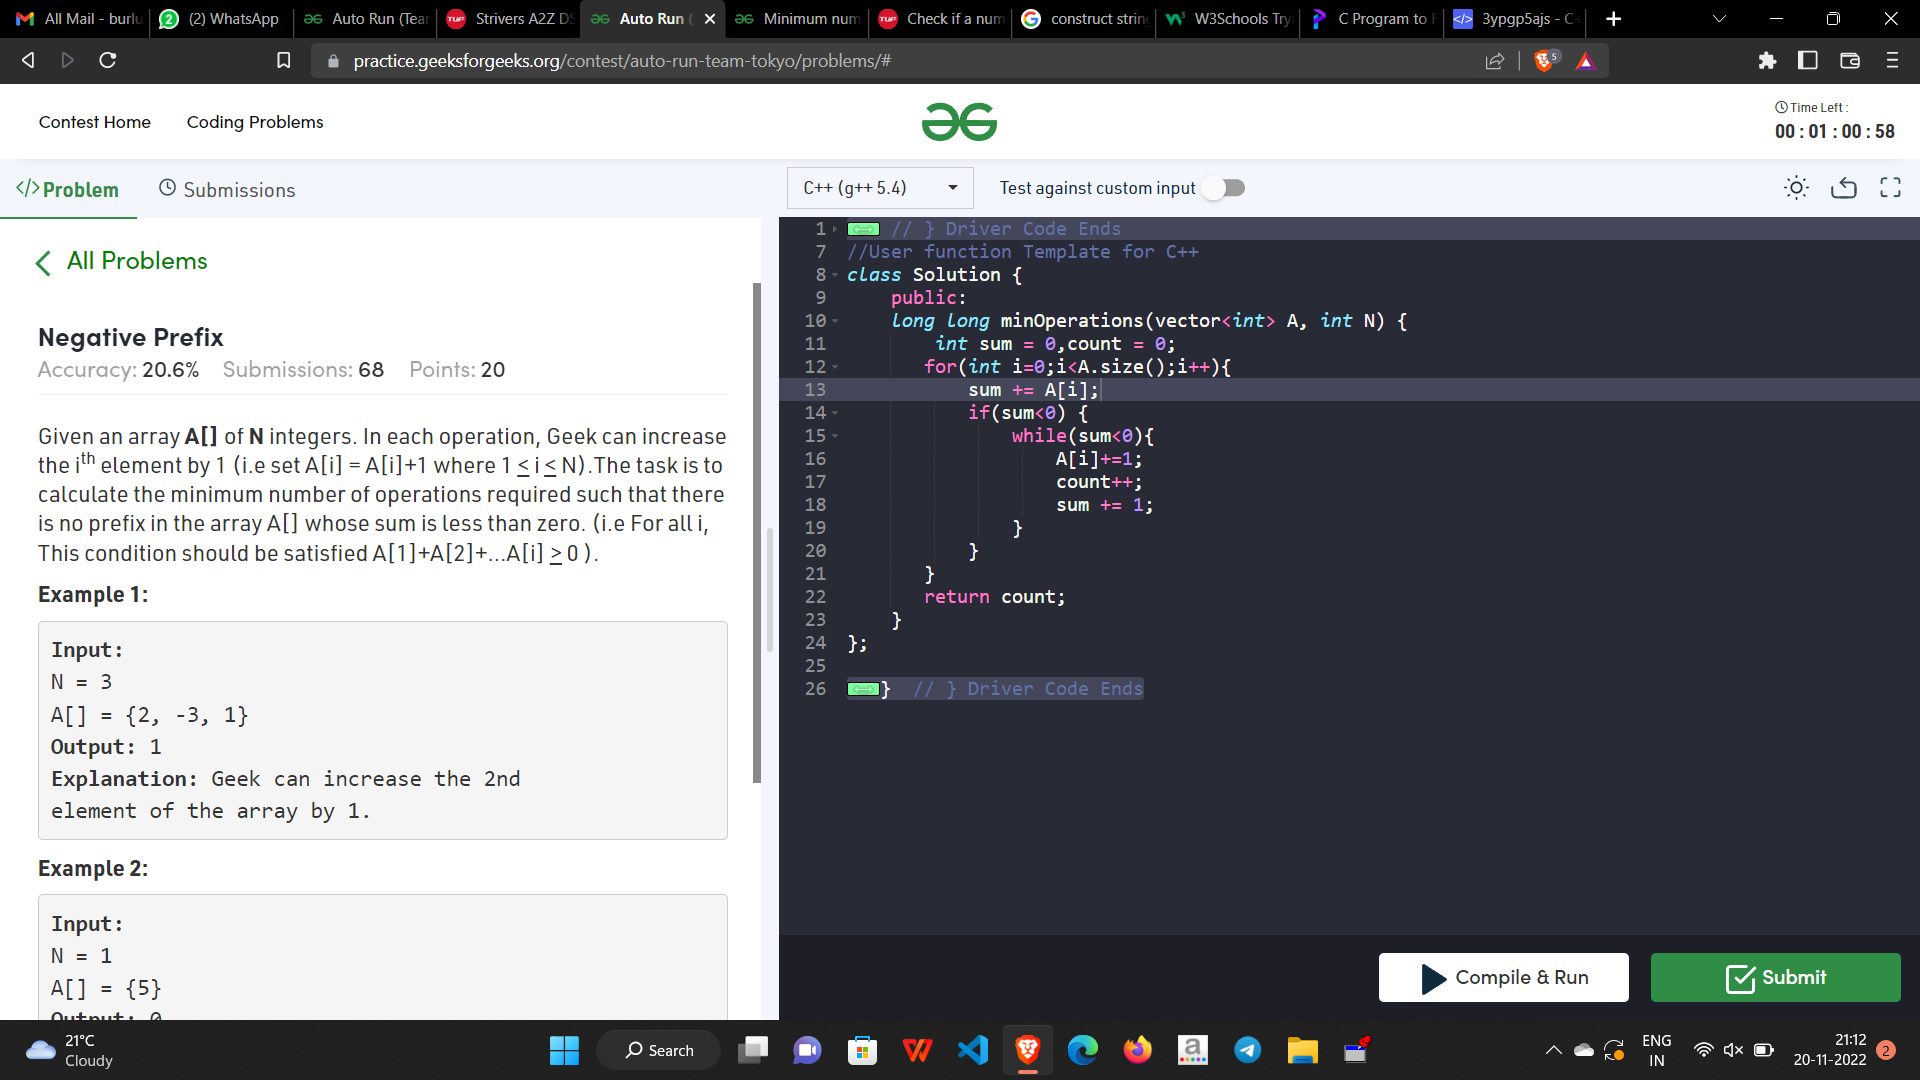 All Mail - burlu
(2) WhatsApp
Auto Run (Tear
Strivers A2Z DS
Auto Run (
Minimum num
Check if a num
construct strin
W3Schools Try
C Program to F
3ypgp5ajs - C
practice.geeksforgeeks.org/contest/auto-run-team-tokyo/problems/#
5
Contest Home
Coding Problems
Time Left :
00 : 01 : 00 : 58
</>Problem
Submissions
C++ (g++ 5.4)
Test against custom input
All Problems
Negative Prefix
Accuracy: 20.6% Submissions: 68 Points: 20
Given an array A[] of N integers. In each operation, Geek can increase
the ith element by 1 (i.e set A[i] = A[i]+1 where 1 ≤ i ≤ N).The task is to
calculate the minimum number of operations required such that there
is no prefix in the array A[] whose sum is less than zero. (i.e For all i,
This condition should be satisfied A[1]+A[2]+...A[i] ≥ 0 ).
Example 1:
Input:
N = 3
A[] = {2, -3, 1}
Output: 1
Explanation: Geek can increase the 2nd
element of the array by 1.
Example 2:
Input:
N = 1
A[] = {5}
Output: 0
1 // } Driver Code Ends
7 //User function Template for C++
8 class Solution {
9 public:
10 long long minOperations(vector<int> A, int N) {
11 int sum = 0,count = 0;
12 for(int i=0;i<A.size();i++){
13 sum += A[i];
14 if(sum<0) {
15 while(sum<0){
16 A[i]+=1;
17 count++;
18 sum += 1;
19 }
20 }
21 }
22 return count;
23 }
24 };
25
26 } // } Driver Code Ends
Compile & Run
Submit
21°C
Cloudy
Search
ENG
IN
21:12
20-11-2022
2